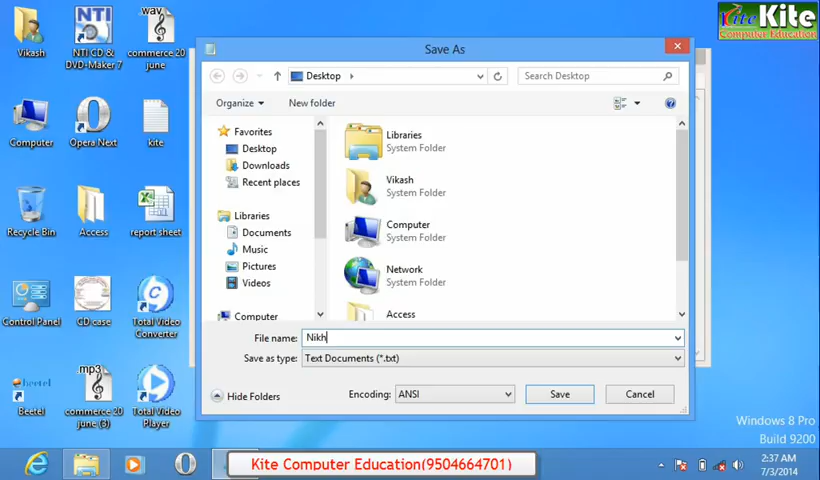 Kite Kite
Computer Education
Vikash
NTI
NTI CD &
DVD-Maker 7
wav
commerce 20
june
Computer
Opera Next
kite
Recycle Bin
Access
report sheet
Control Panel
CD case
Total Video
Converter
beetel
Beetel
mp3
commerce 20
june (3)
Total Video
Player
Save As
Desktop
Search Desktop
Organize
New folder
Favorites
Desktop
Downloads
Recent places
Libraries
Documents
Music
Pictures
Videos
Computer
Libraries
System Folder
Vikash
System Folder
Computer
System Folder
Network
System Folder
Access
File name: Nikh
Save as type: Text Documents (*.txt)
Hide Folders
Encoding: ANSI
Save
Cancel
Windows 8 Pro
Build 9200
Kite Computer Education(9504664701)
2:37 AM
7/3/2014